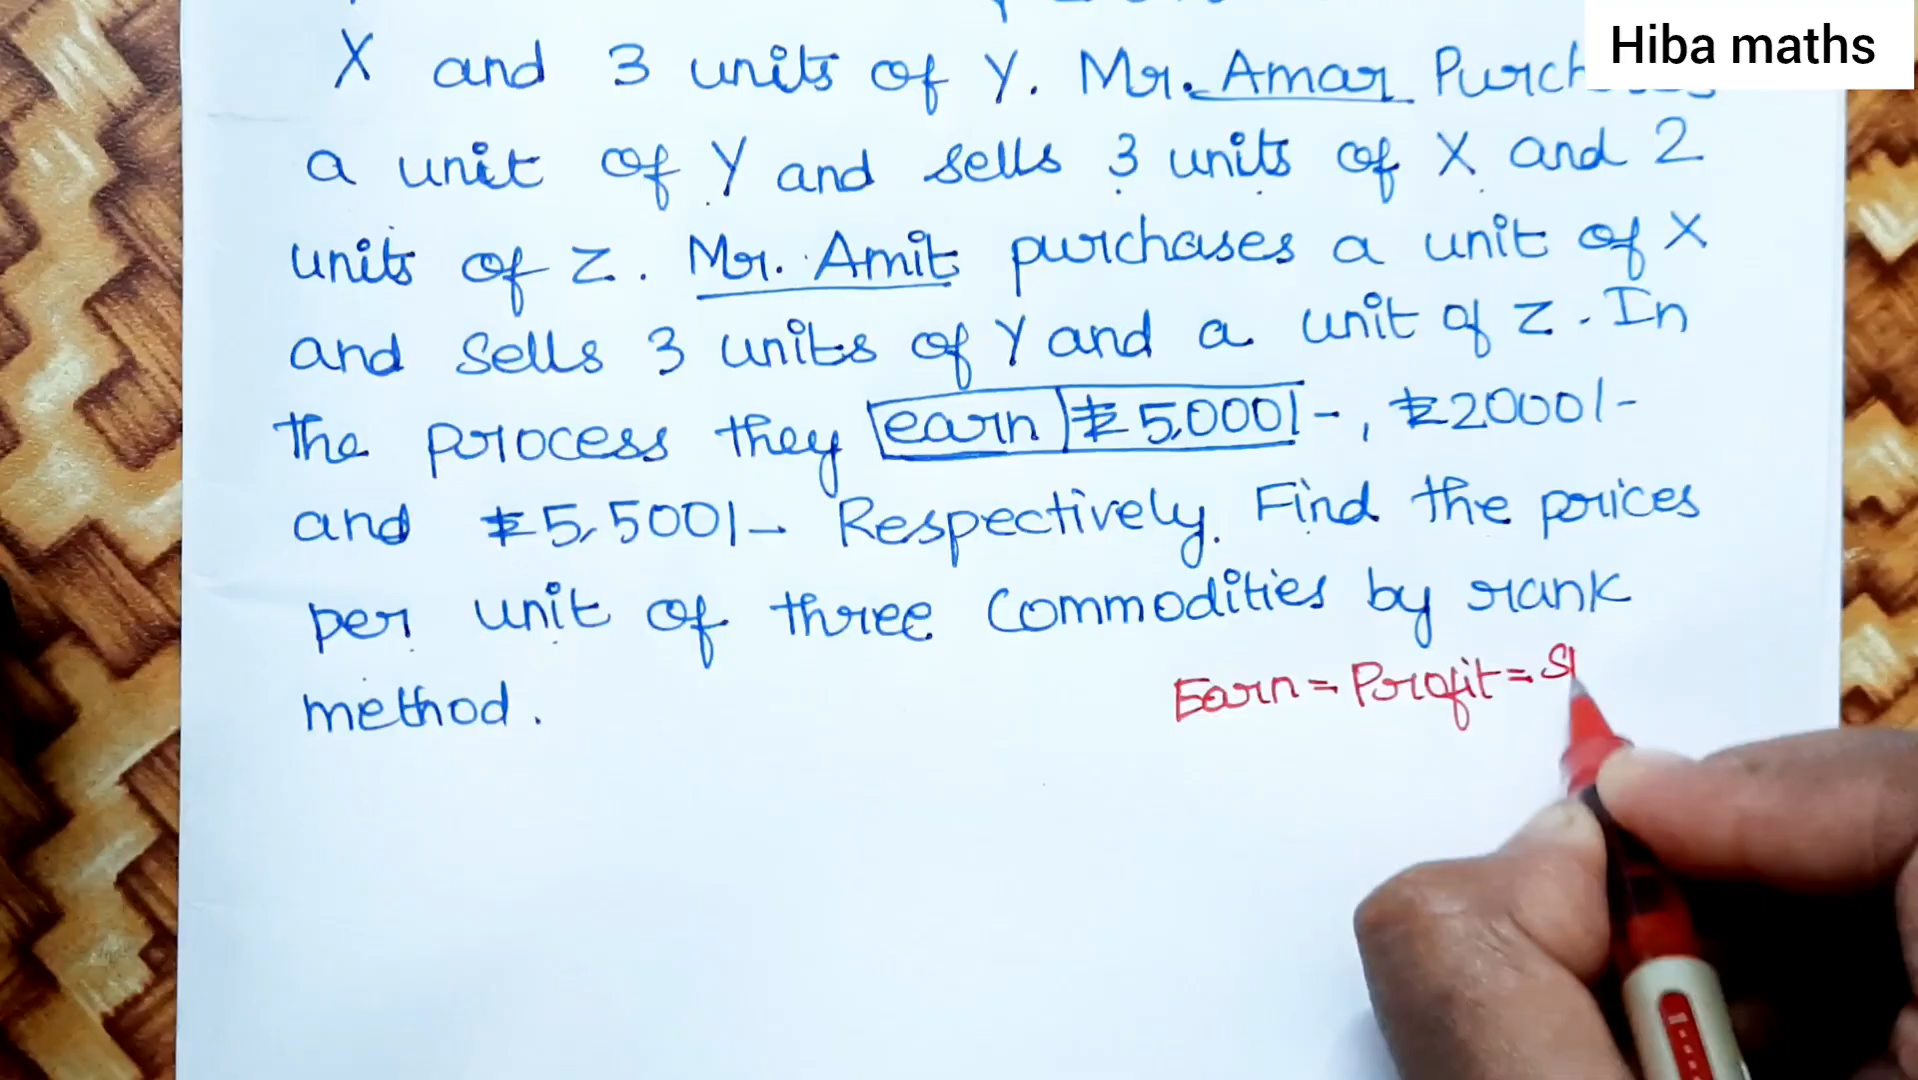 Hiba maths
X and 3 units of Y. Mr. Amar
a unit of Y and sells 3 units of X and 2
units of Z. Mr. Amit purchases a unit of X
and sells 3 units of Y and a unit of Z. In
the process they earn ₹5,000/-, ₹2000/-
and ₹5,500/- Respectively. Find the prices
per unit of three Commodities by rank
method.
Earn = Profit =